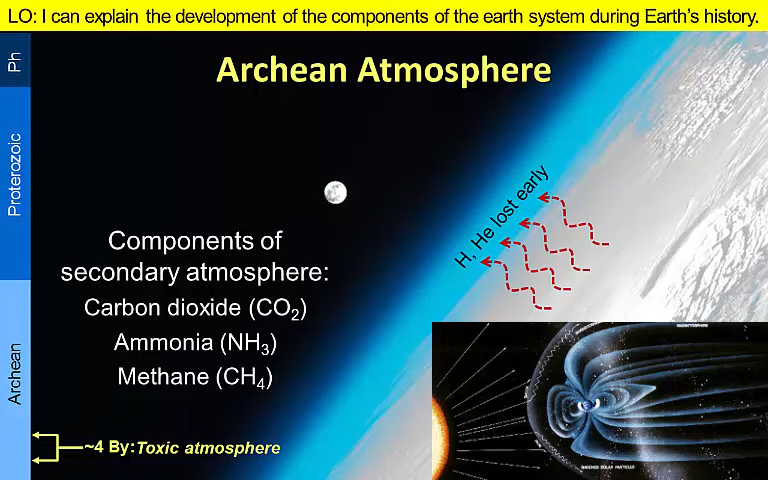 LO: I can explain the development of the components of the earth system during Earth's history.
Archean Atmosphere
Ph
Proterozoic
Archean
H, He lost early
Components of
secondary atmosphere:
Carbon dioxide (CO₂)
Ammonia (NH₃)
Methane (CH₄)
~4 By: Toxic atmosphere
MAGNETOSPHERE